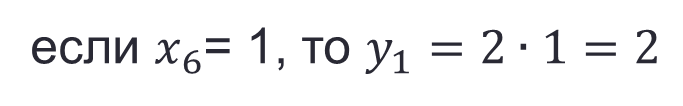 если x₆= 1, то y₁ = 2 · 1 = 2